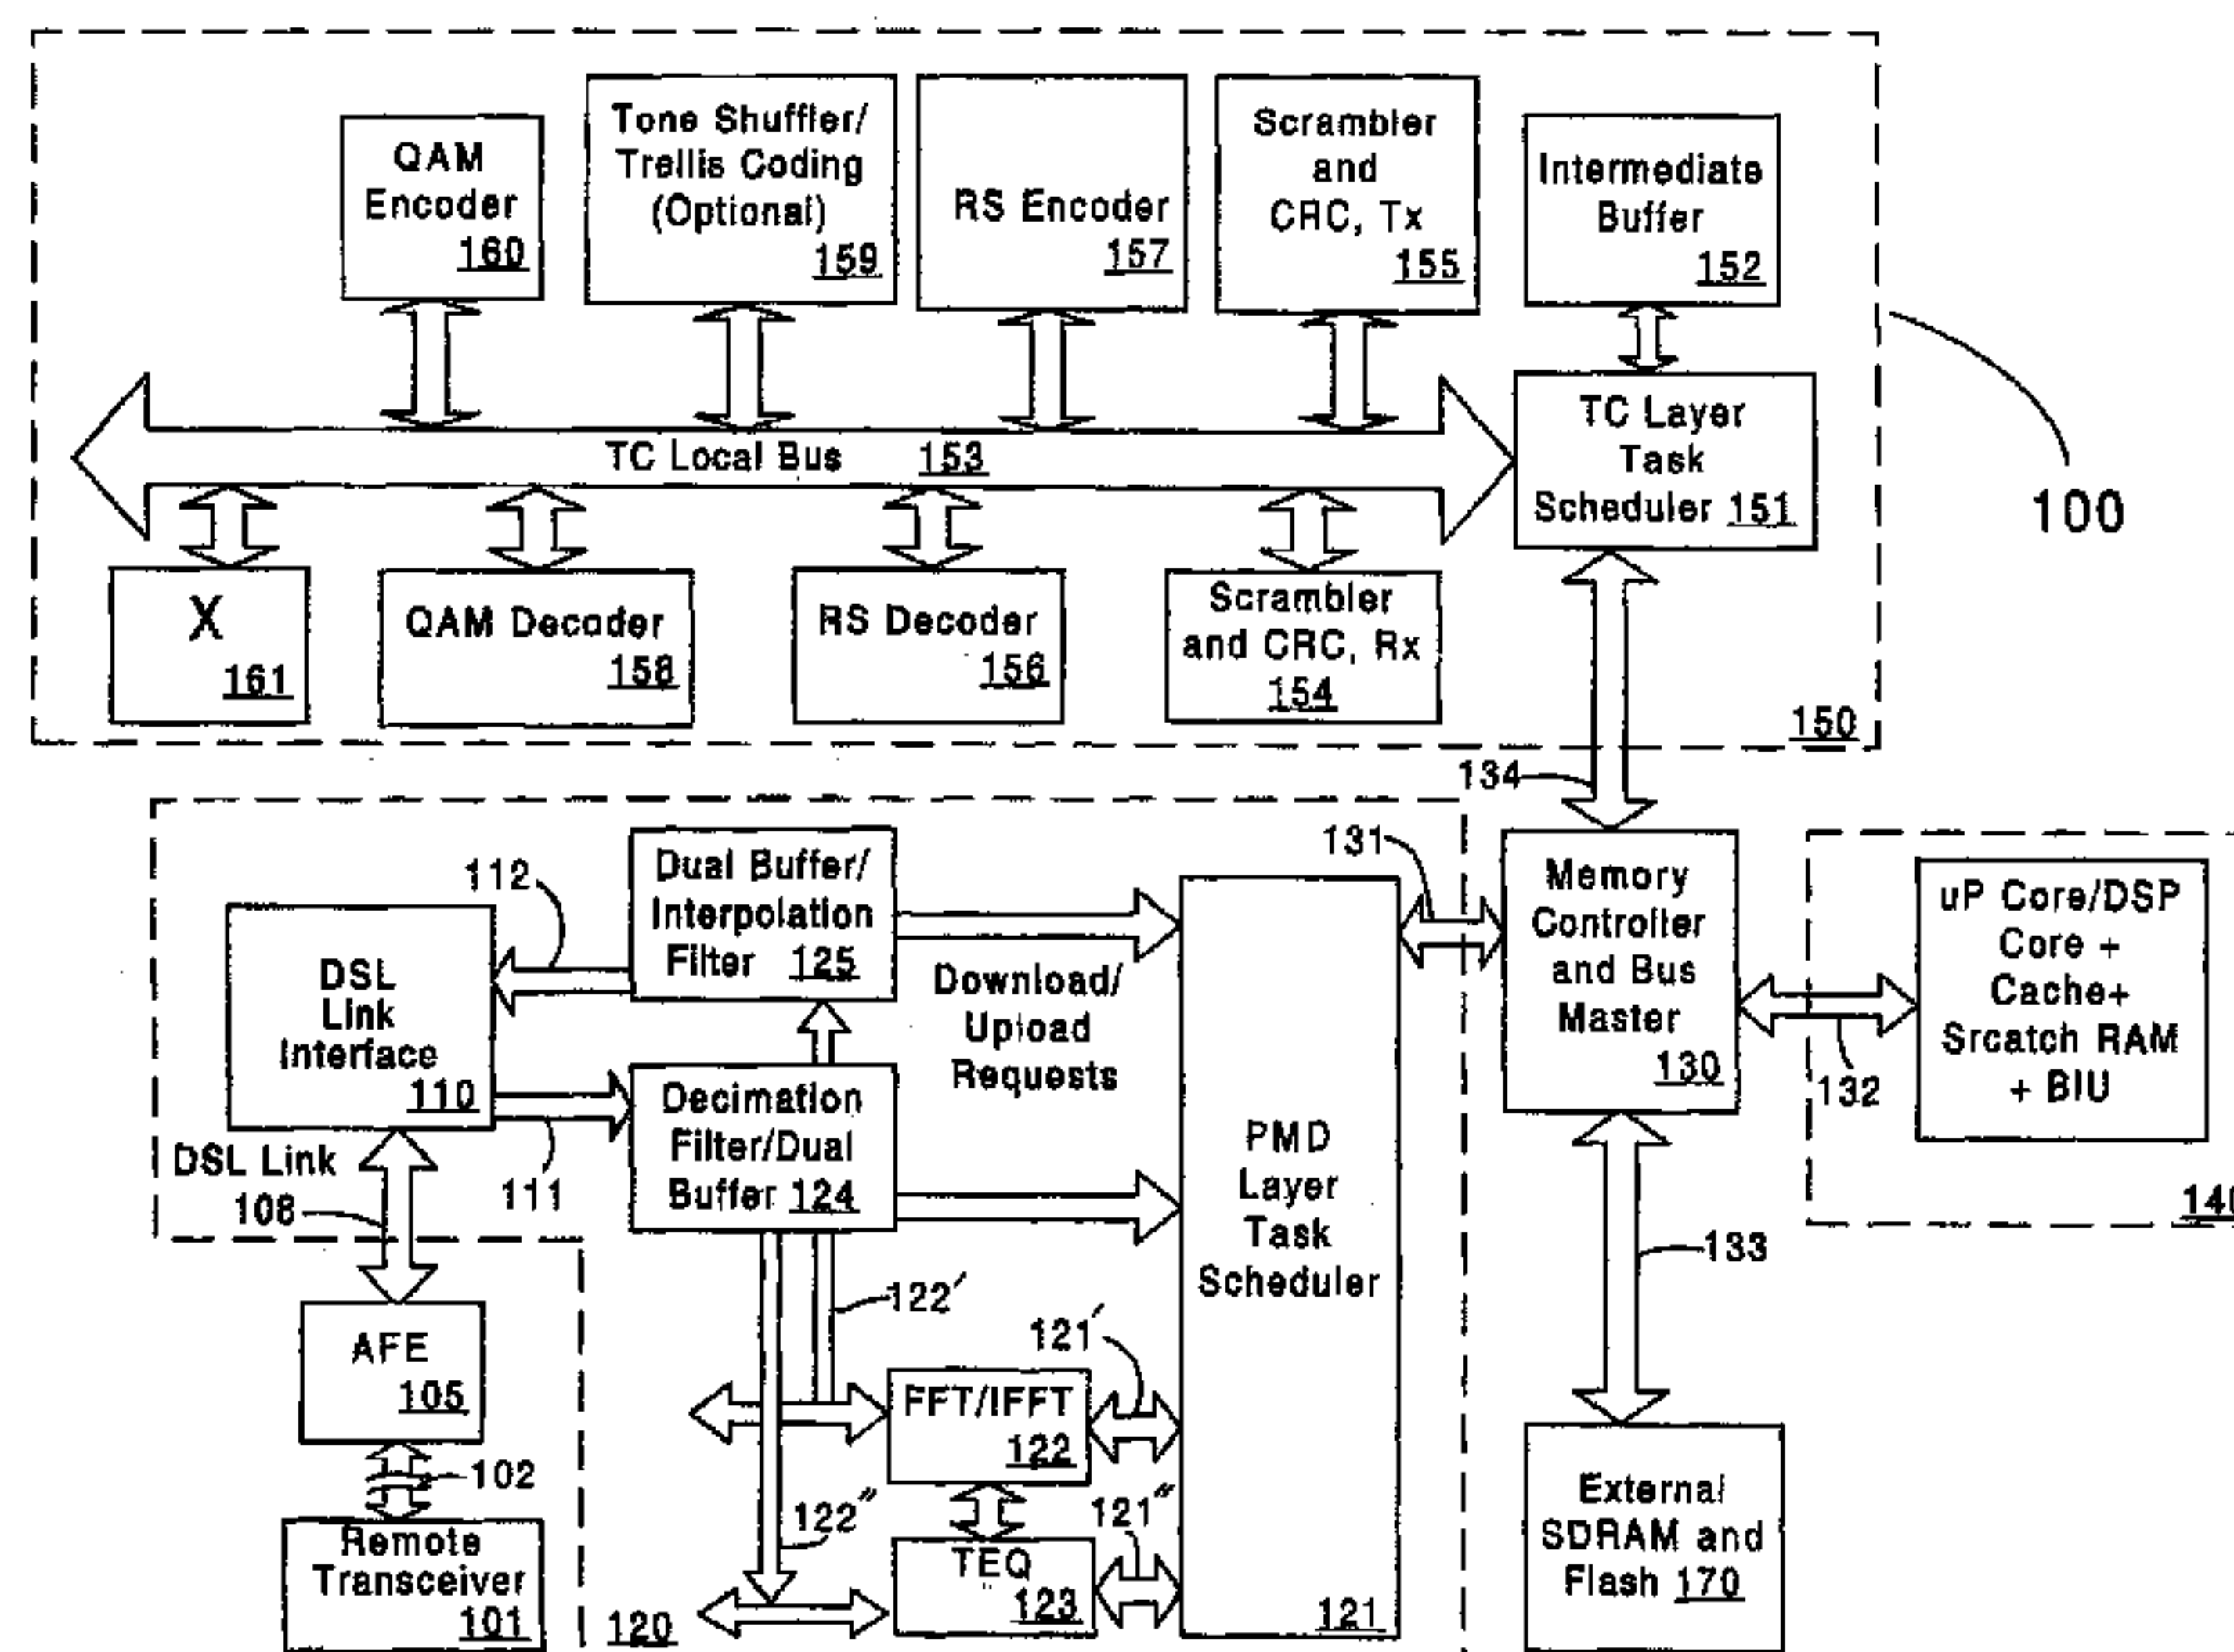 QAM
Encoder
160
Tone Shuffler/
Trellis Coding
(Optional)
159
RS Encoder
157
Scrambler
and
CRC, Tx
155
Intermediate
Buffer
152
TC Local Bus 153
TC Layer
Task
Scheduler 151
100
X
161
QAM Decoder
158
RS Decoder
156
Scrambler
and CRC, Rx
154
150
134
DSL
Link
Interface
110
112
Dual Buffer/
Interpolation
Filter 125
Download/
Upload
Requests
Decimation
Filter/Dual
Buffer 124
111
DSL Link
108
AFE
105
102
Remote
Transceiver
101
120
122′
122″
FFT/IFFT
122
TEQ
123
121′
121″
PMD
Layer
Task
Scheduler
121
131
Memory
Controller
and Bus
Master
130
132
uP Core/DSP
Core +
Cache+
Srcatch RAM
+ BIU
133
External
SDRAM and
Flash 170